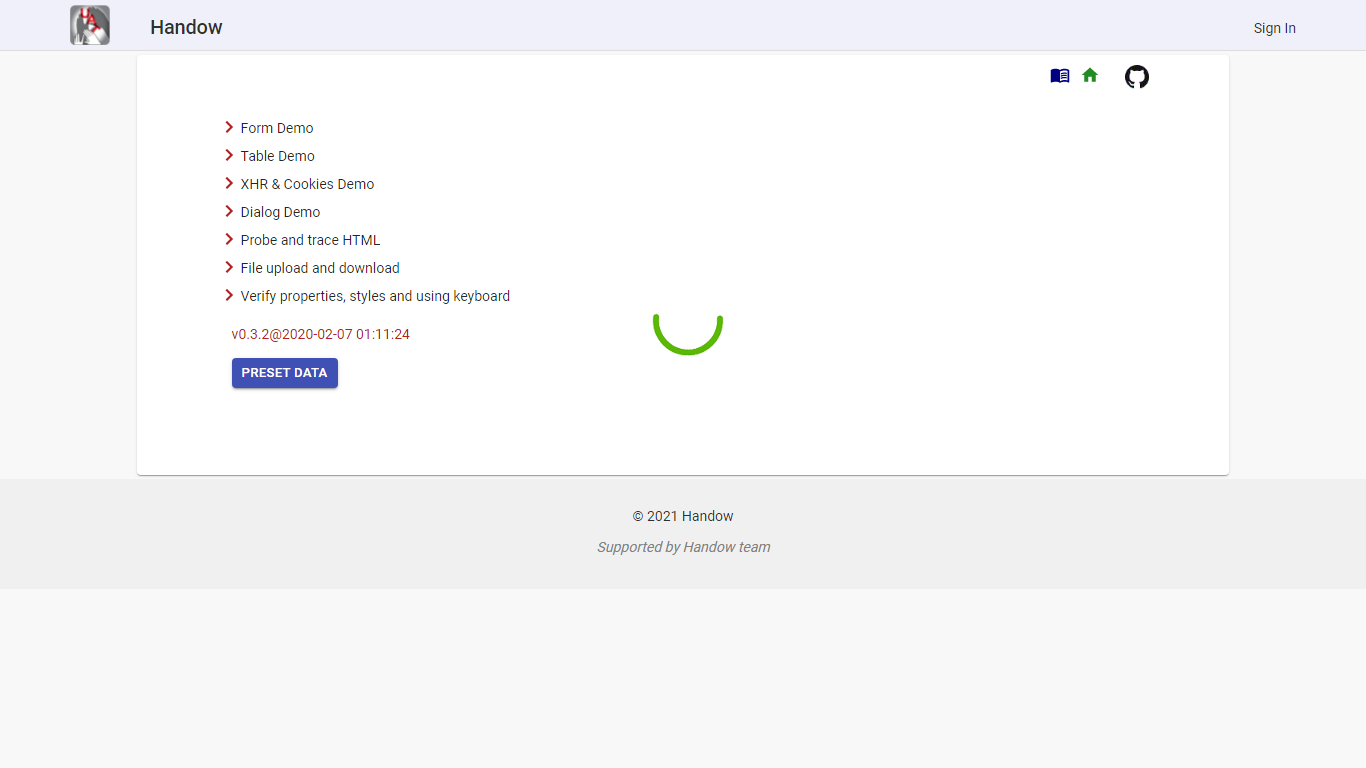 Handow
Sign In
Form Demo
Table Demo
XHR & Cookies Demo
Dialog Demo
Probe and trace HTML
File upload and download
Verify properties, styles and using keyboard
v0.3.2@2020-02-07 01:11:24
PRESET DATA
© 2021 Handow
Supported by Handow team